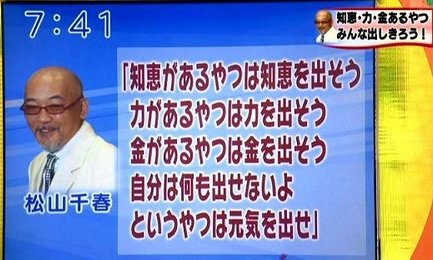 7:41
知恵・力・金あるやつ
みんな出しきろう！
「知恵があるやつは知恵を出そう
力があるやつは力を出そう
金があるやつは金を出そう
自分は何も出せないよ
というやつは元気を出せ」
松山千春